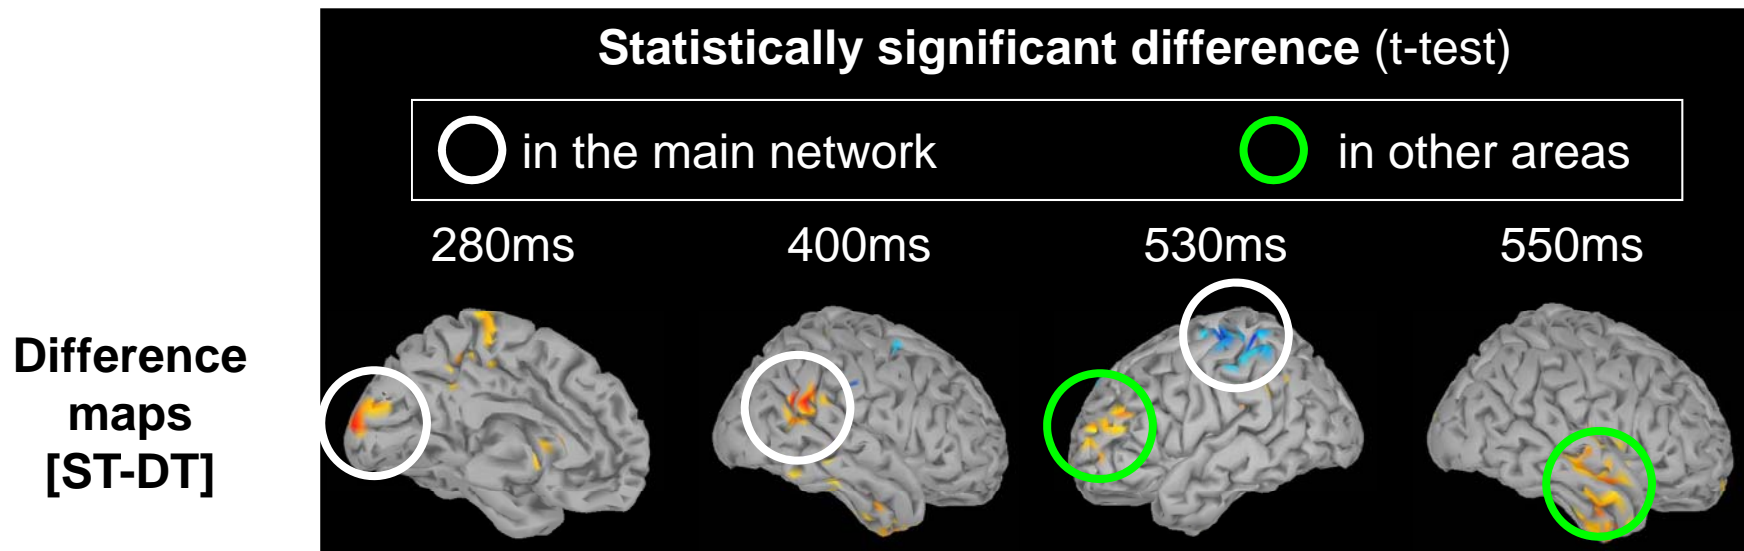 Statistically significant difference (t-test)
in the main network
in other areas
280ms
400ms
530ms
550ms
Difference
maps
[ST-DT]